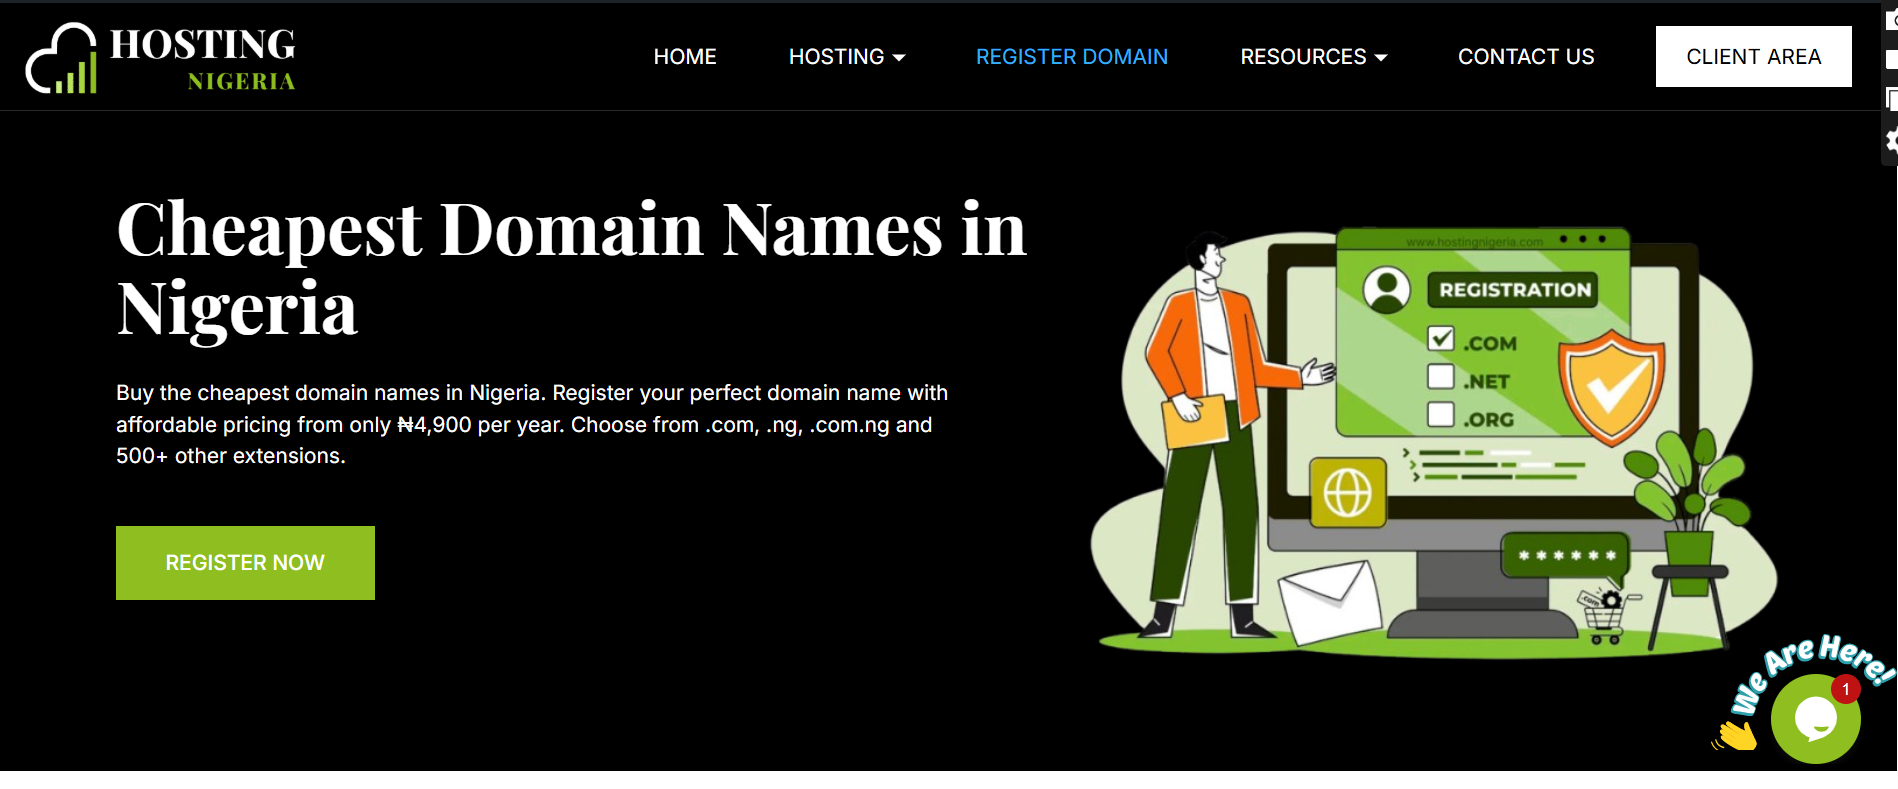 HOSTING
NIGERIA
HOME HOSTING REGISTER DOMAIN RESOURCES CONTACT US CLIENT AREA
Cheapest Domain Names in
Nigeria
Buy the cheapest domain names in Nigeria. Register your perfect domain name with
affordable pricing from only ₦4,900 per year. Choose from .com, .ng, .com.ng and
500+ other extensions.
REGISTER NOW
www.hostingnigeria.com
REGISTRATION
.COM
.NET
.ORG
******
.com
We Are Here!
1